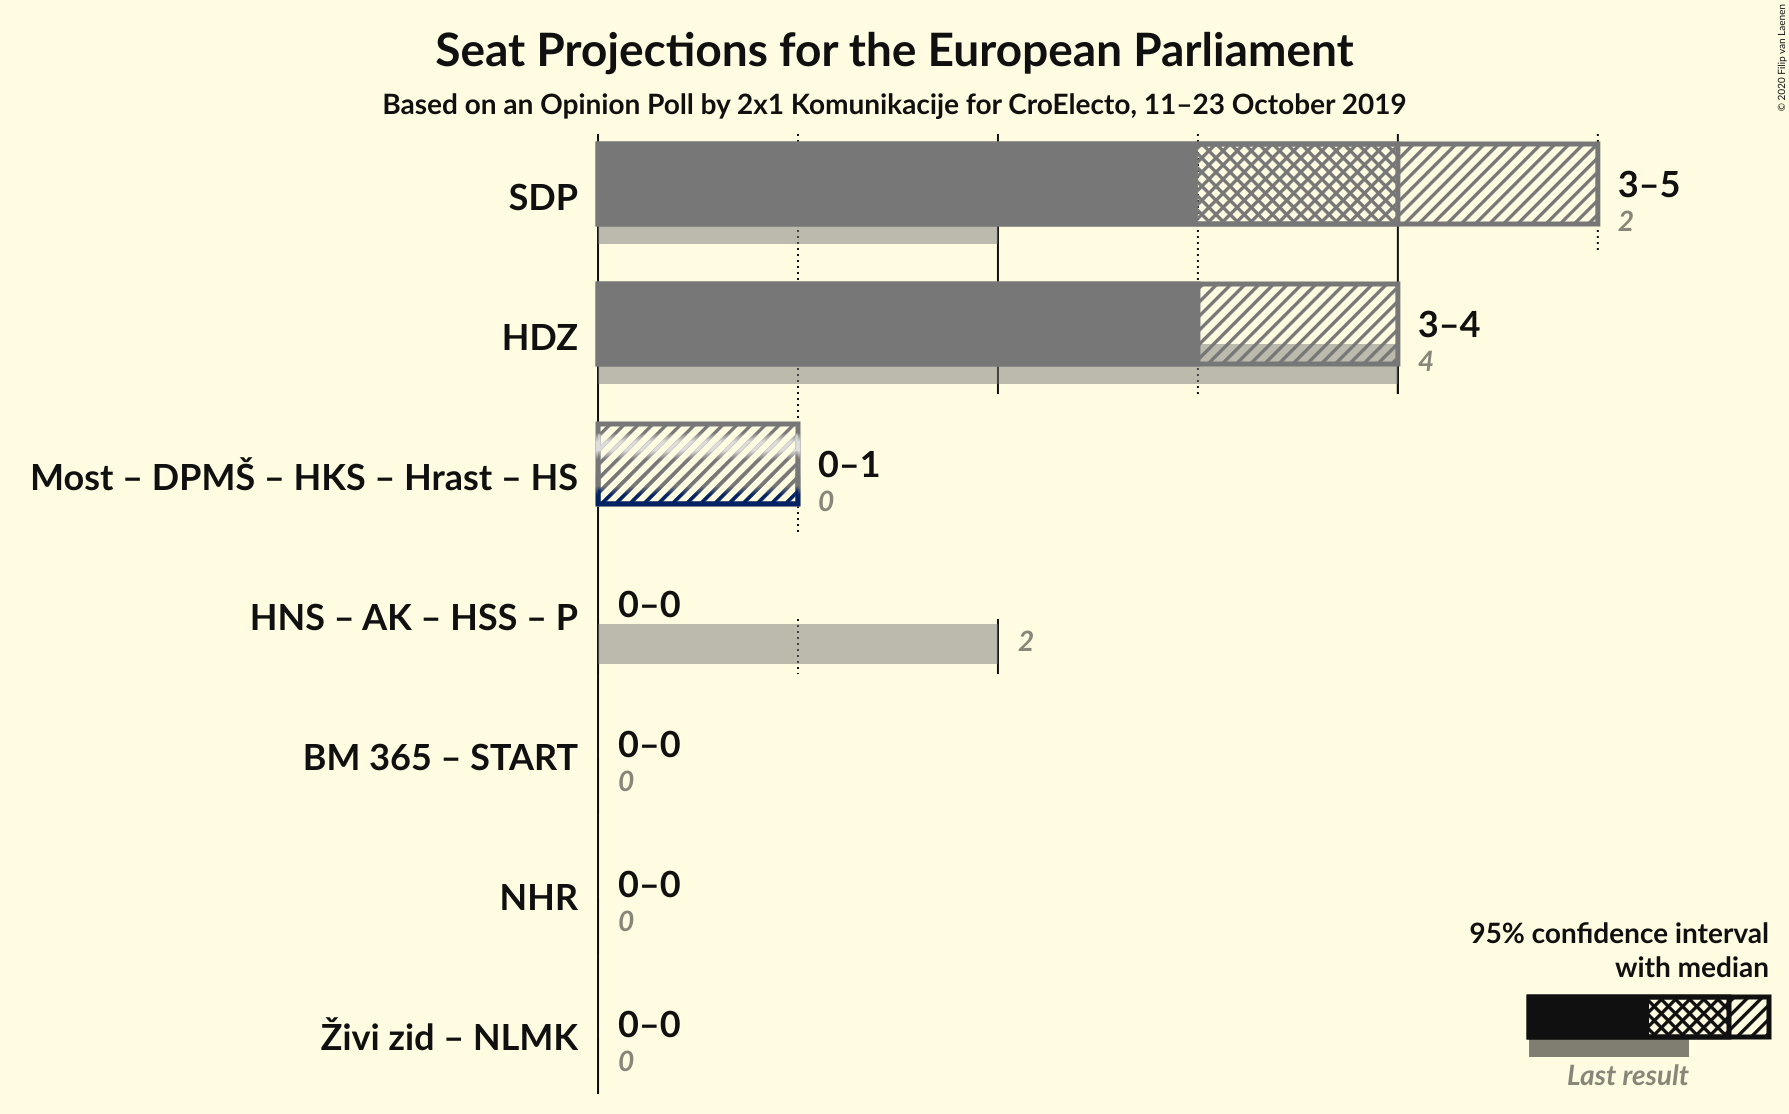 Seat Projections for the European Parliament
Based on an Opinion Poll by 2x1 Komunikacije for CroElecto, 11–23 October 2019
© 2020 Filip van Laenen
SDP
3–5
2
HDZ
3–4
4
Most – DPMŠ – HKS – Hrast – HS
0–1
0
HNS – AK – HSS – P
0–0
2
BM 365 – START
0–0
0
NHR
0–0
0
Živi zid – NLMK
0–0
0
95% confidence interval
with median
Last result